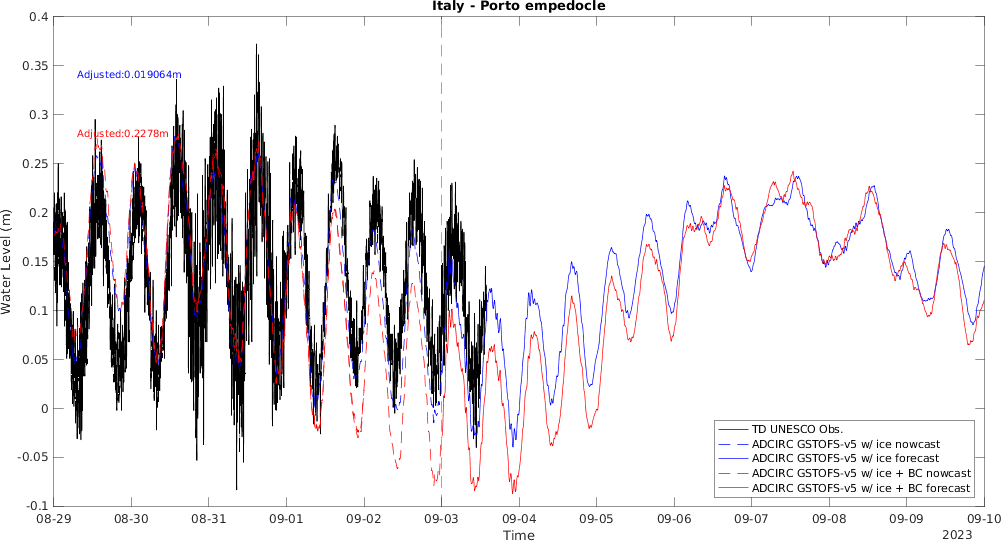 Italy - Porto empedocle
0.4
0.35
0.3
0.25
0.2
0.15
0.1
0.05
0
-0.05
-0.1
Water Level (m)
Adjusted:0.019064m
Adjusted:0.2278m
TD UNESCO Obs.
ADCIRC GSTOFS-v5 w/ ice nowcast
ADCIRC GSTOFS-v5 w/ ice forecast
ADCIRC GSTOFS-v5 w/ ice + BC nowcast
ADCIRC GSTOFS-v5 w/ ice + BC forecast
08-29 08-30 08-31 09-01 09-02 09-03 09-04 09-05 09-06 09-07 09-08 09-09 09-10
Time
2023